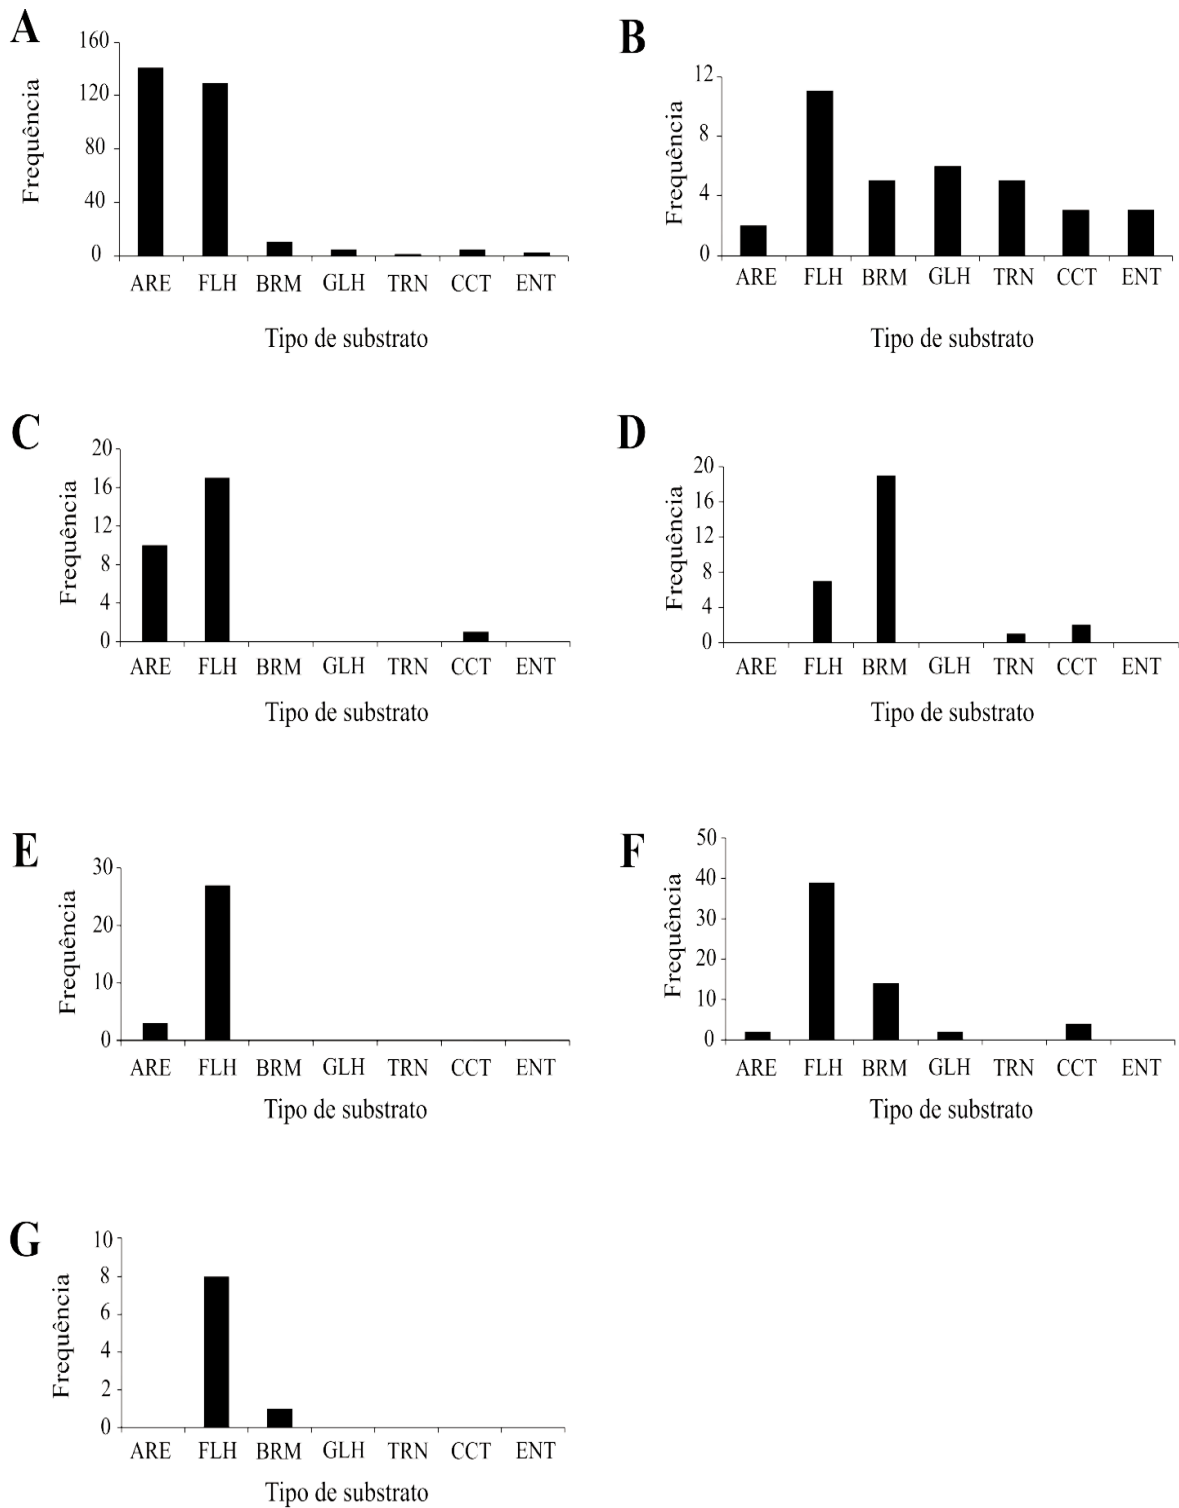 A
Frequência
160
120
80
40
0
ARE FLH BRM GLH TRN CCT ENT
Tipo de substrato
B
Frequência
12
8
4
0
ARE FLH BRM GLH TRN CCT ENT
Tipo de substrato
C
Frequência
20
16
12
8
4
0
ARE FLH BRM GLH TRN CCT ENT
Tipo de substrato
D
Frequência
20
16
12
8
4
0
ARE FLH BRM GLH TRN CCT ENT
Tipo de substrato
E
Frequência
30
20
10
0
ARE FLH BRM GLH TRN CCT ENT
Tipo de substrato
F
Frequência
50
40
30
20
10
0
ARE FLH BRM GLH TRN CCT ENT
Tipo de substrato
G
Frequência
10
8
6
4
2
0
ARE FLH BRM GLH TRN CCT ENT
Tipo de substrato